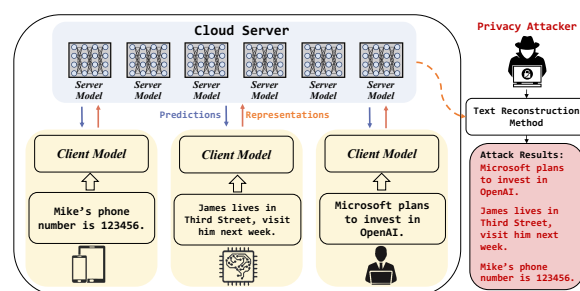 Cloud Server
Server
Model
Server
Model
Server
Model
Server
Model
Server
Model
Server
Model
Predictions
Representations
Client Model
Client Model
Client Model
Mike's phone
number is 123456.
James lives in
Third Street, visit
him next week.
Microsoft plans
to invest in
OpenAI.
Privacy Attacker
Text Reconstruction
Method
Attack Results:
Microsoft plans
to invest in
OpenAI.
James lives in
Third Street,
visit him next
week.
Mike's phone
number is 123456.